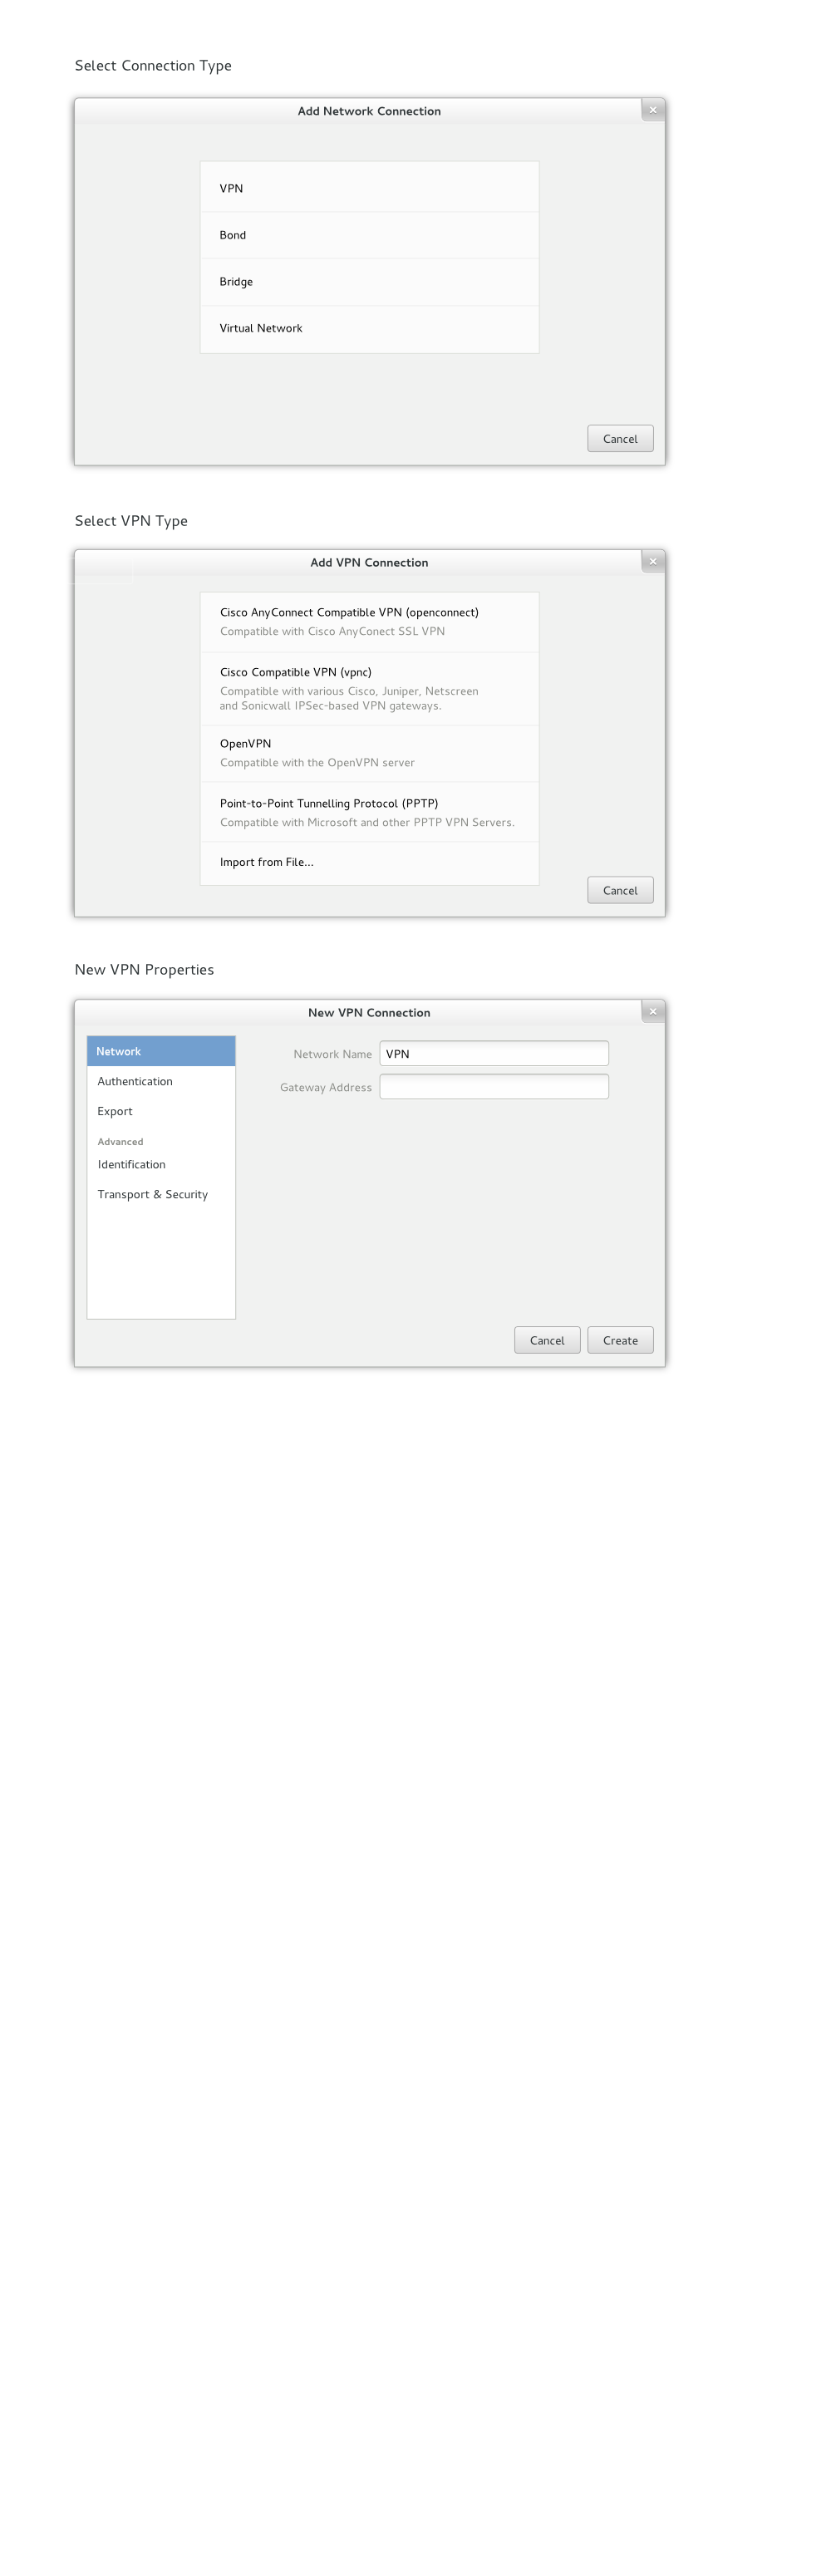 Select Connection Type
Add Network Connection
VPN
Bond
Bridge
Virtual Network
Cancel
Select VPN Type
Add VPN Connection
Cisco AnyConnect Compatible VPN (openconnect)
Compatible with Cisco AnyConect SSL VPN
Cisco Compatible VPN (vpnc)
Compatible with various Cisco, Juniper, Netscreen
and Sonicwall IPSec-based VPN gateways.
OpenVPN
Compatible with the OpenVPN server
Point-to-Point Tunnelling Protocol (PPTP)
Compatible with Microsoft and other PPTP VPN Servers.
Import from File...
Cancel
New VPN Properties
New VPN Connection
Network
Authentication
Export
Advanced
Identification
Transport & Security
Network Name VPN
Gateway Address
Cancel Create